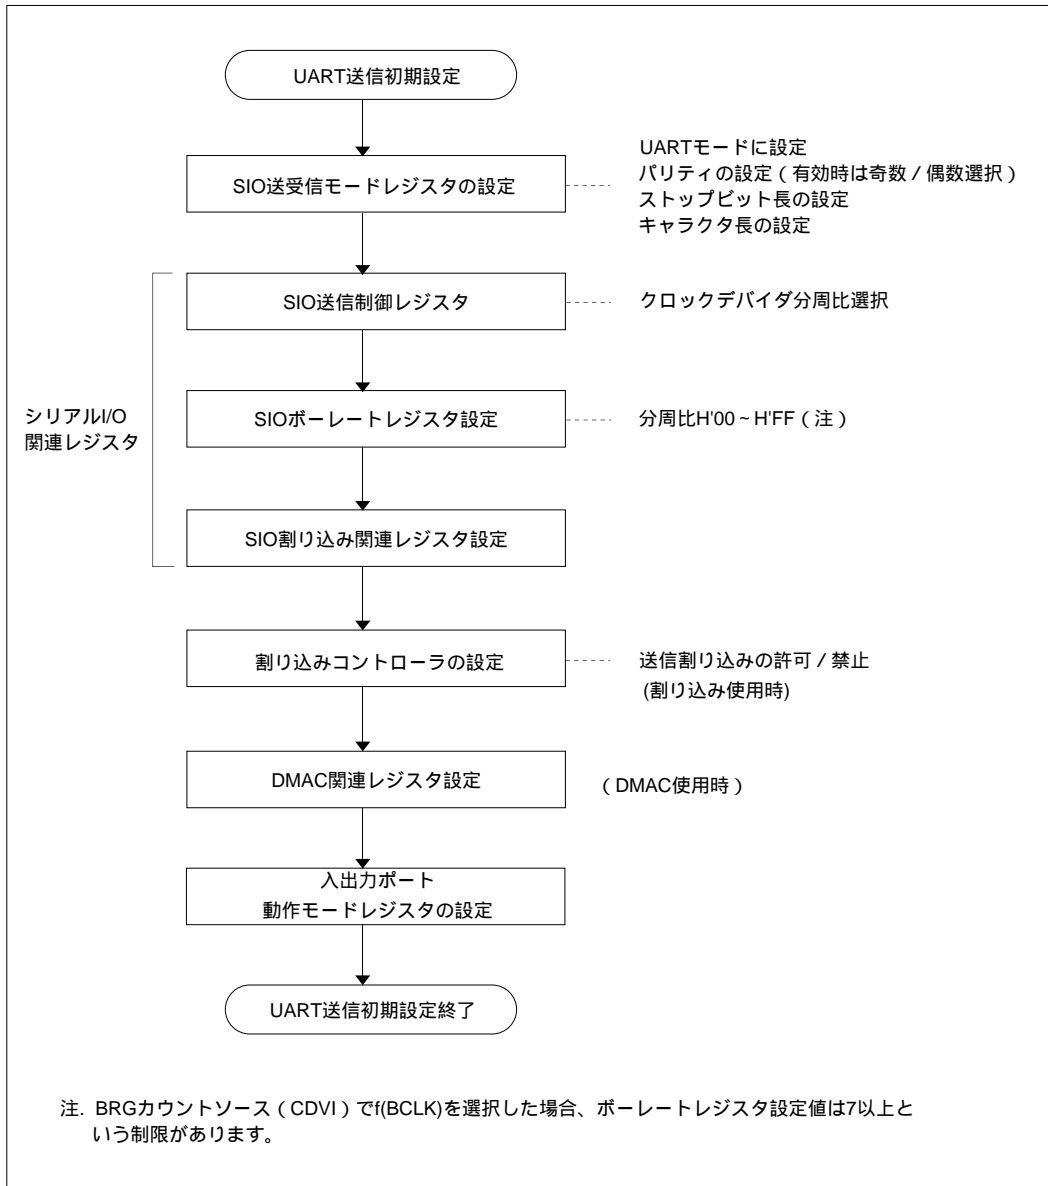 UART送信初期設定
SIO送受信モードレジスタの設定
UARTモードに設定
パリティの設定（有効時は奇数／偶数選択）
ストップビット長の設定
キャラクタ長の設定
シリアルI/O
関連レジスタ
SIO送信制御レジスタ
クロックデバイダ分周比選択
SIOボーレートレジスタ設定
分周比H'00～H'FF（注）
SIO割り込み関連レジスタ設定
割り込みコントローラの設定
送信割り込みの許可／禁止
(割り込み使用時)
DMAC関連レジスタ設定
（DMAC使用時）
入出力ポート
動作モードレジスタの設定
UART送信初期設定終了
注. BRGカウントソース（CDVI）でf(BCLK)を選択した場合、ボーレートレジスタ設定値は7以上と
いう制限があります。